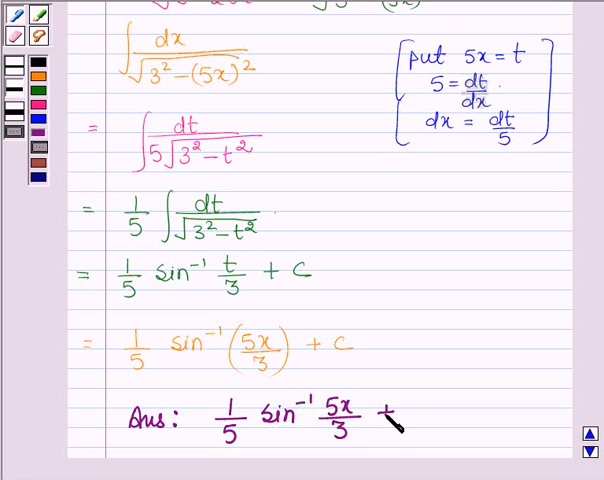 ∫ dx / √(3² − (5x)²)
[put 5x = t
5 = dt/dx .
dx = dt/5]
= ∫ dt / 5√(3² − t²)
= 1/5 ∫ dt / √(3² − t²)
= 1/5 sin⁻¹ t/3 + C
= 1/5 sin⁻¹ (5x/3) + C
Ans : 1/5 sin⁻¹ 5x/3 +